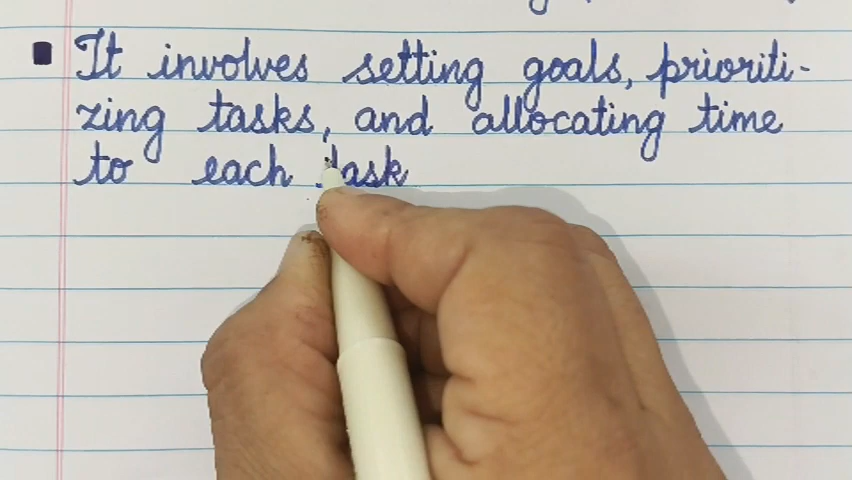 ▪ It involves setting goals, prioriti-
zing tasks, and allocating time
to each task